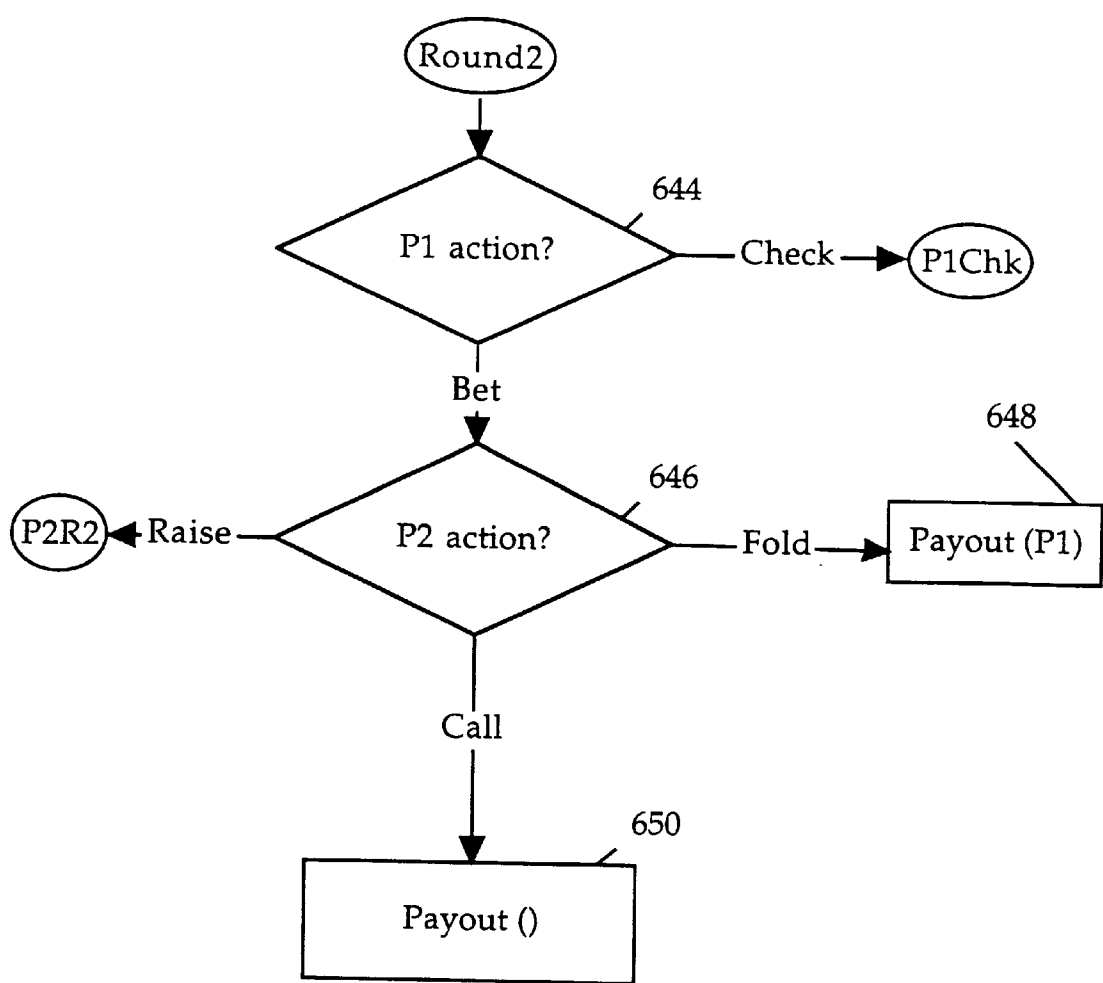 Round2
644
P1 action?
Check
P1Chk
Bet
648
646
P2R2
Raise
P2 action?
Fold
Payout (P1)
Call
650
Payout ()